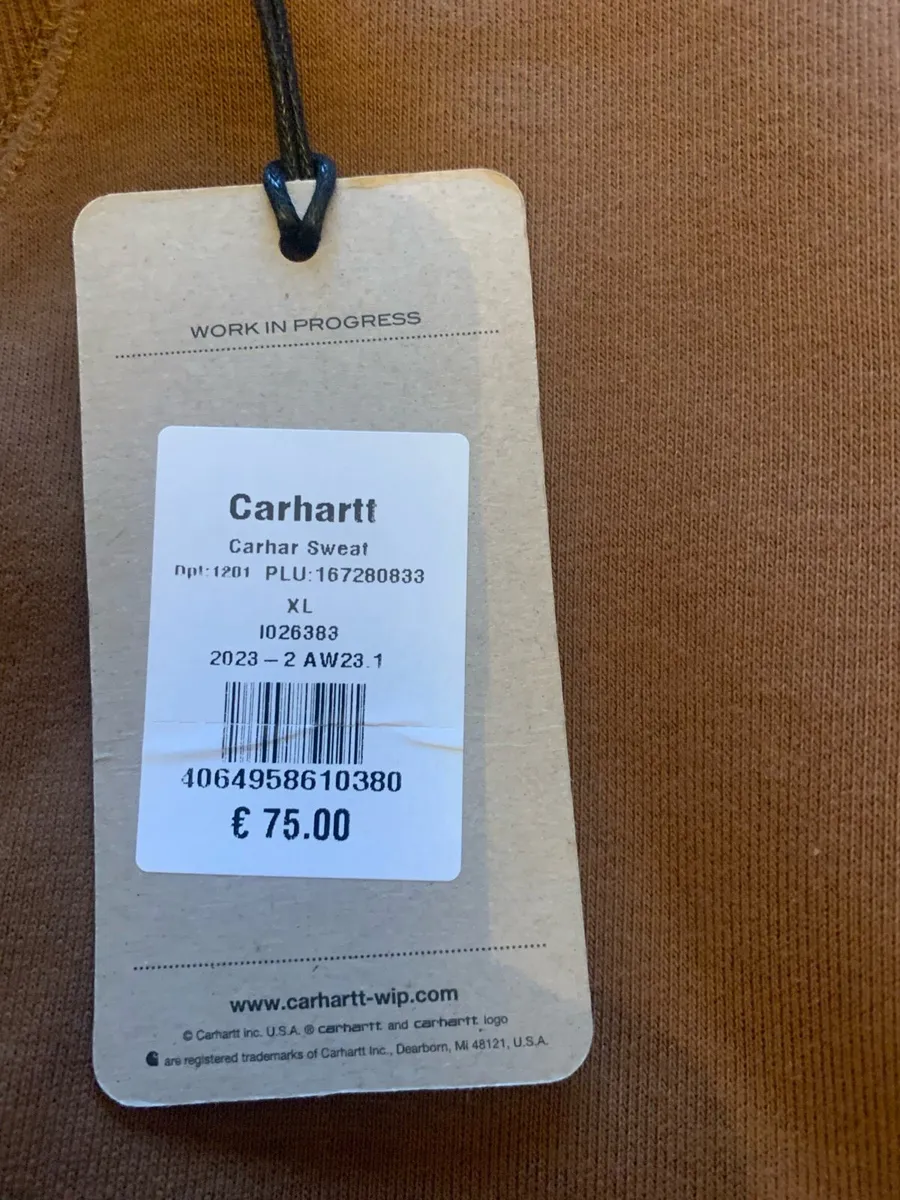 WORK IN PROGRESS
Carhartt
Carhar Sweat
Dpt:1201 PLU:167280833
XL
I026383
2023 – 2 AW23.1
4064958610380
€ 75.00
www.carhartt-wip.com
© Carhartt Inc. U.S.A. ® carhartt and carhartt logo
are registered trademarks of Carhartt Inc., Dearborn, MI 48121, U.S.A.